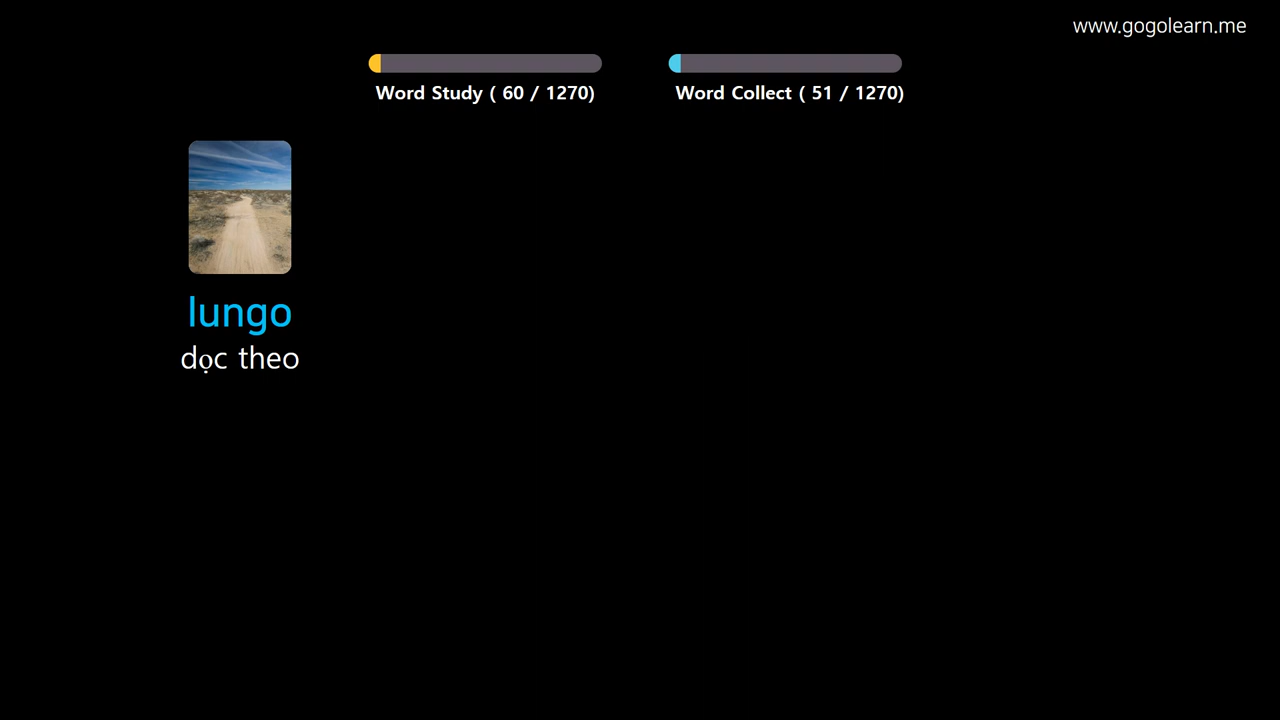 www.gogolearn.me
Word Study ( 60 / 1270)
Word Collect ( 51 / 1270)
lungo
dọc theo